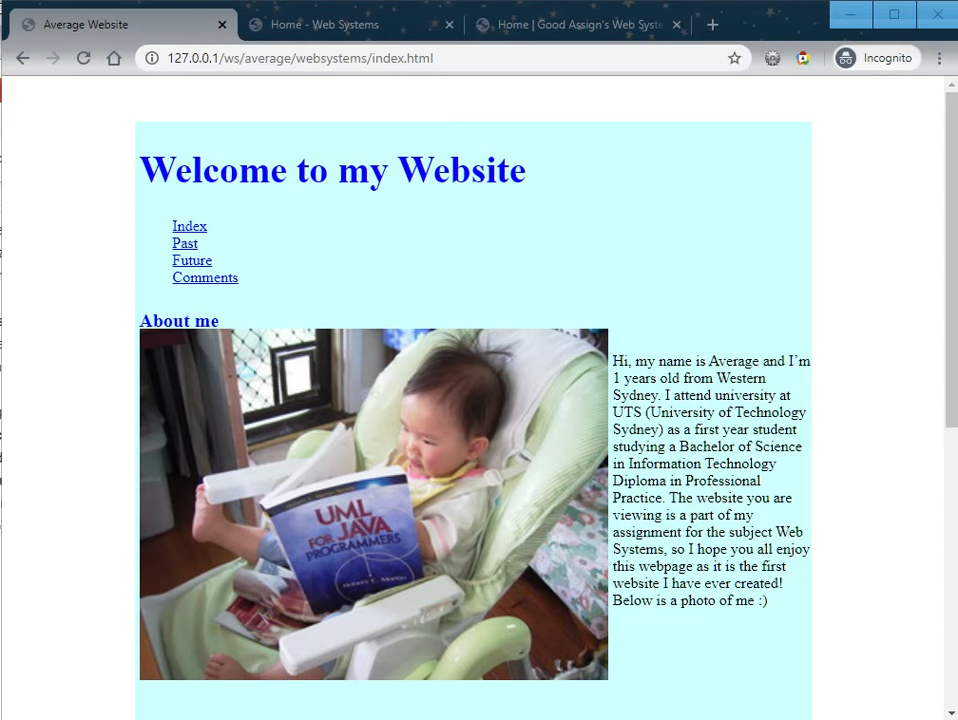 Average Website
Home - Web Systems
Home | Good Assign's Web Syste
127.0.0.1/ws/average/websystems/index.html
Incognito
Welcome to my Website
Index
Past
Future
Comments
About me
Hi, my name is Average and I’m
1 years old from Western
Sydney. I attend university at
UTS (University of Technology
Sydney) as a first year student
studying a Bachelor of Science
in Information Technology
Diploma in Professional
Practice. The website you are
viewing is a part of my
assignment for the subject Web
Systems, so I hope you all enjoy
this webpage as it is the first
website I have ever created!
Below is a photo of me :)
UML
FOR JAVA
PROGRAMMERS
Robert C. Martin